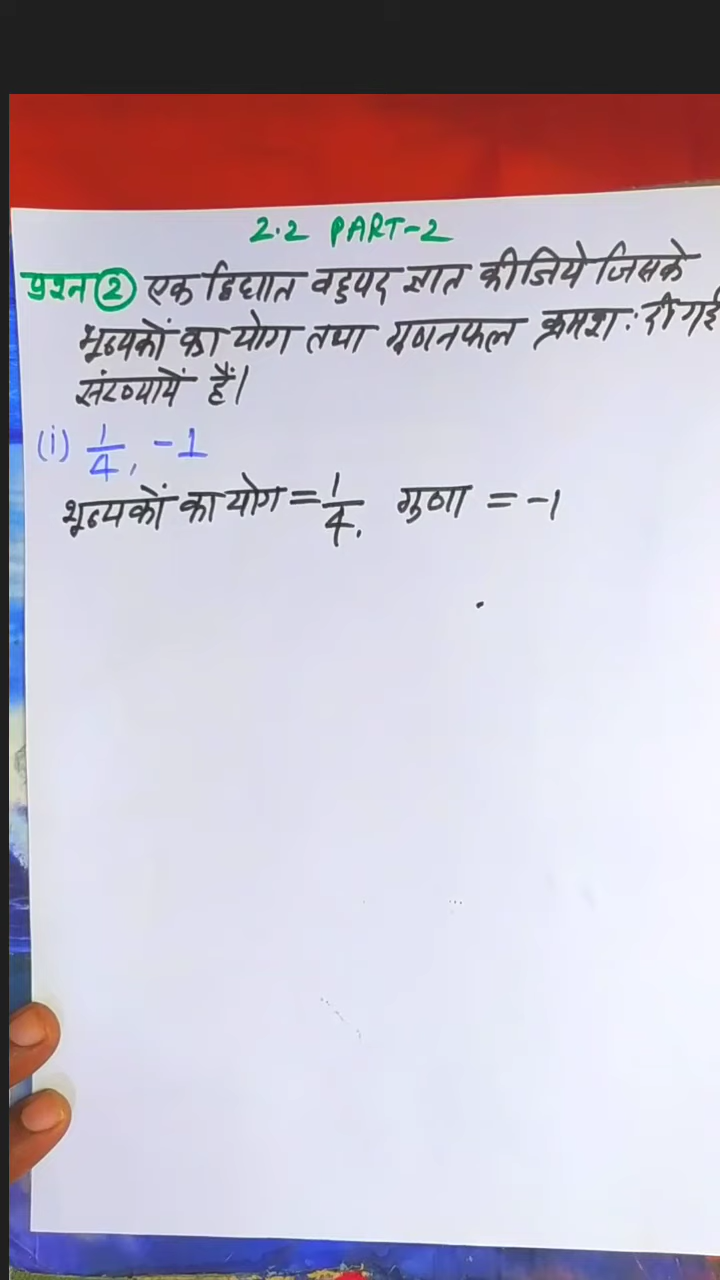 2.2 PART-2
प्रश्न ② एक द्विघात बहुपद ज्ञात कीजिये जिसके
शून्यकों का योग तथा गुणनफल क्रमश: दी गई
संख्यायें हैं।
(i) 1/4, -1
शून्यकों का योग = 1/4, गुणा = -1